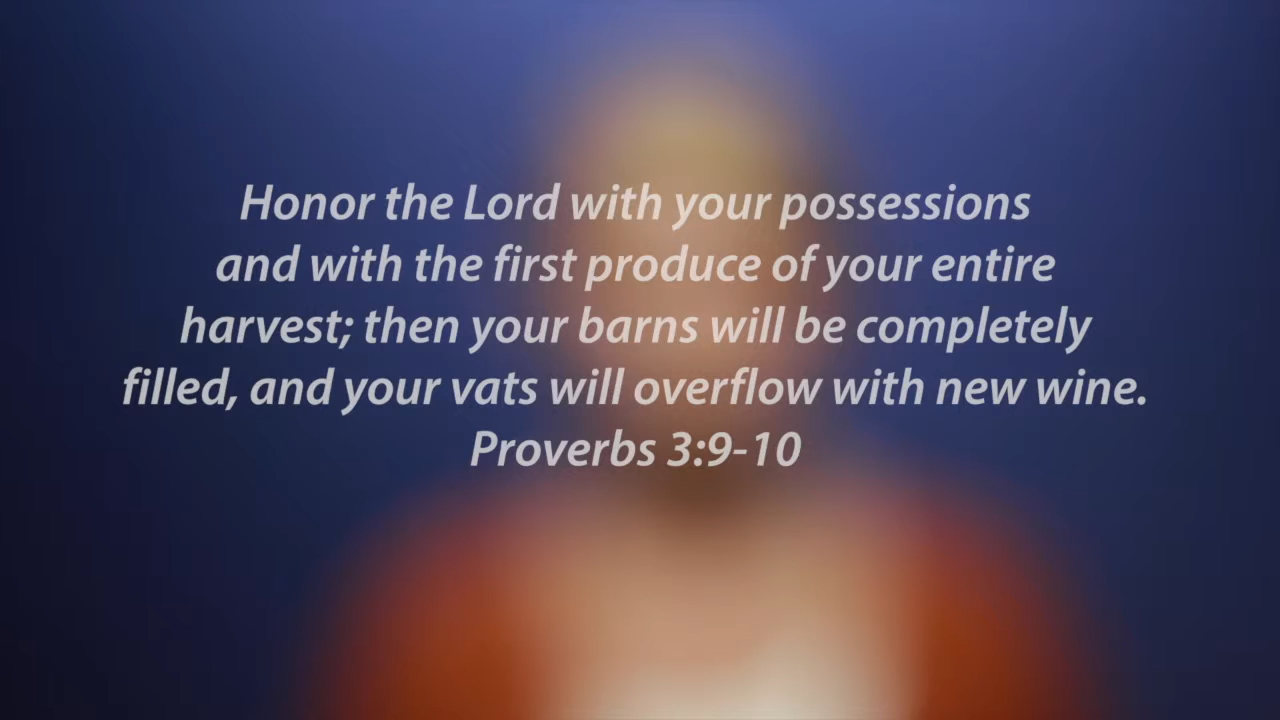 Honor the Lord with your possessions
and with the first produce of your entire
harvest; then your barns will be completely
filled, and your vats will overflow with new wine.
Proverbs 3:9-10